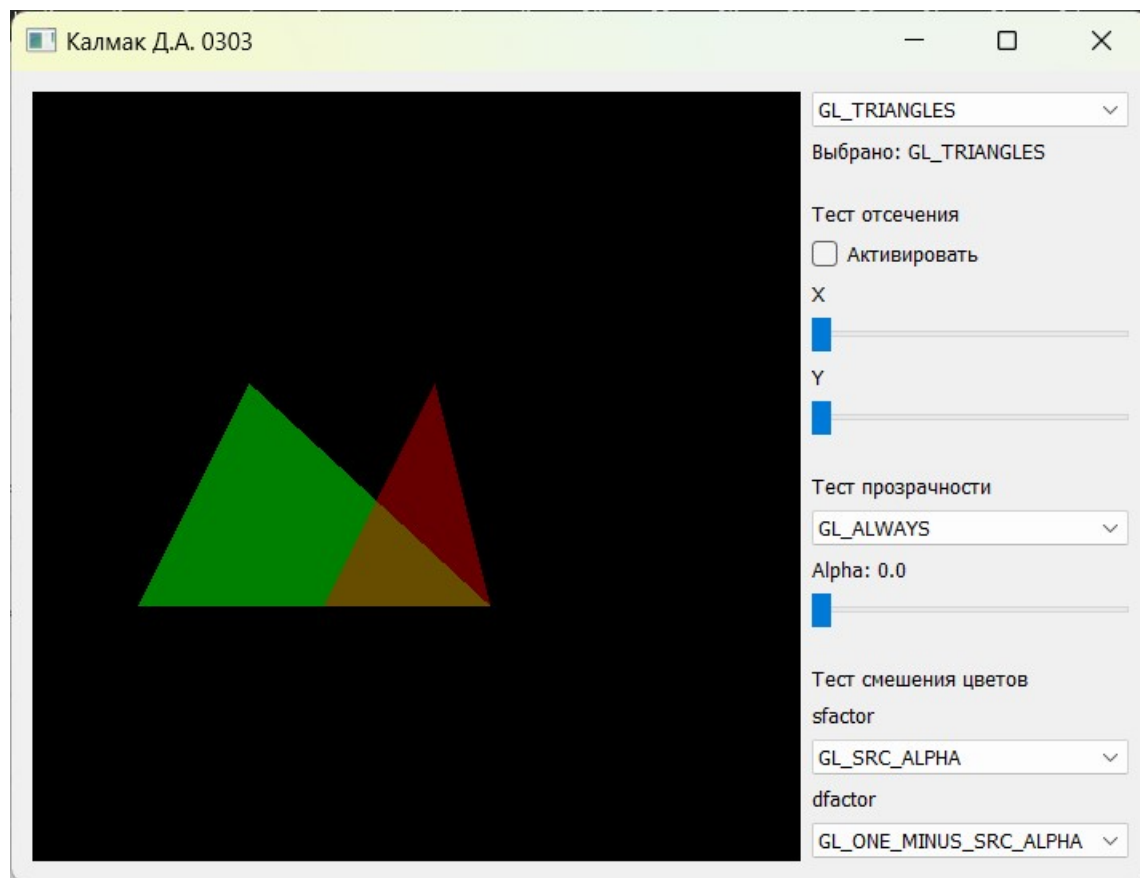 Калмак Д.А. 0303
GL_TRIANGLES
Выбрано: GL_TRIANGLES
Тест отсечения
Активировать
X
Y
Тест прозрачности
GL_ALWAYS
Alpha: 0.0
Тест смешения цветов
sfactor
GL_SRC_ALPHA
dfactor
GL_ONE_MINUS_SRC_ALPHA